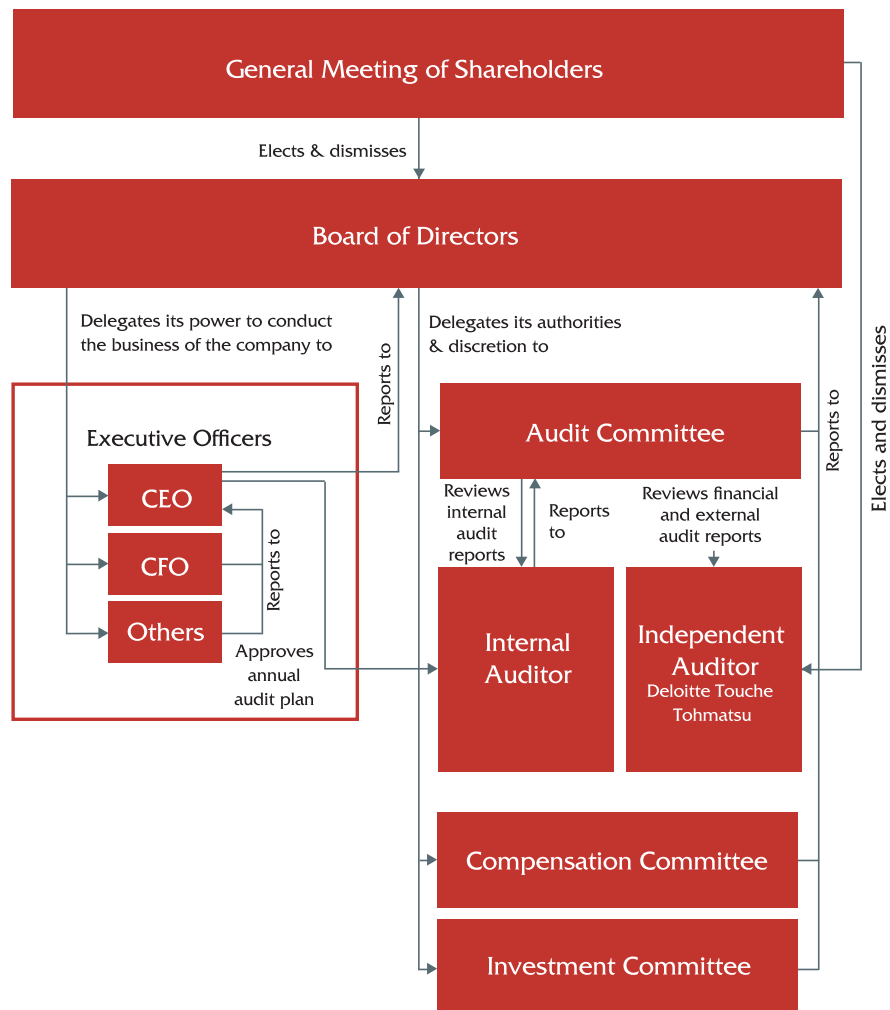 General Meeting of Shareholders
Elects & dismisses
Board of Directors
Delegates its power to conduct
the business of the company to
Reports to
Delegates its authorities
& discretion to
Reports to
Elects and dismisses
Executive Officers
CEO
CFO
Others
Reports to
Approves
annual
audit plan
Audit Committee
Reviews
internal
audit
reports
Reports
to
Reviews financial
and external
audit reports
Internal
Auditor
Independent
Auditor
Deloitte Touche
Tohmatsu
Compensation Committee
Investment Committee